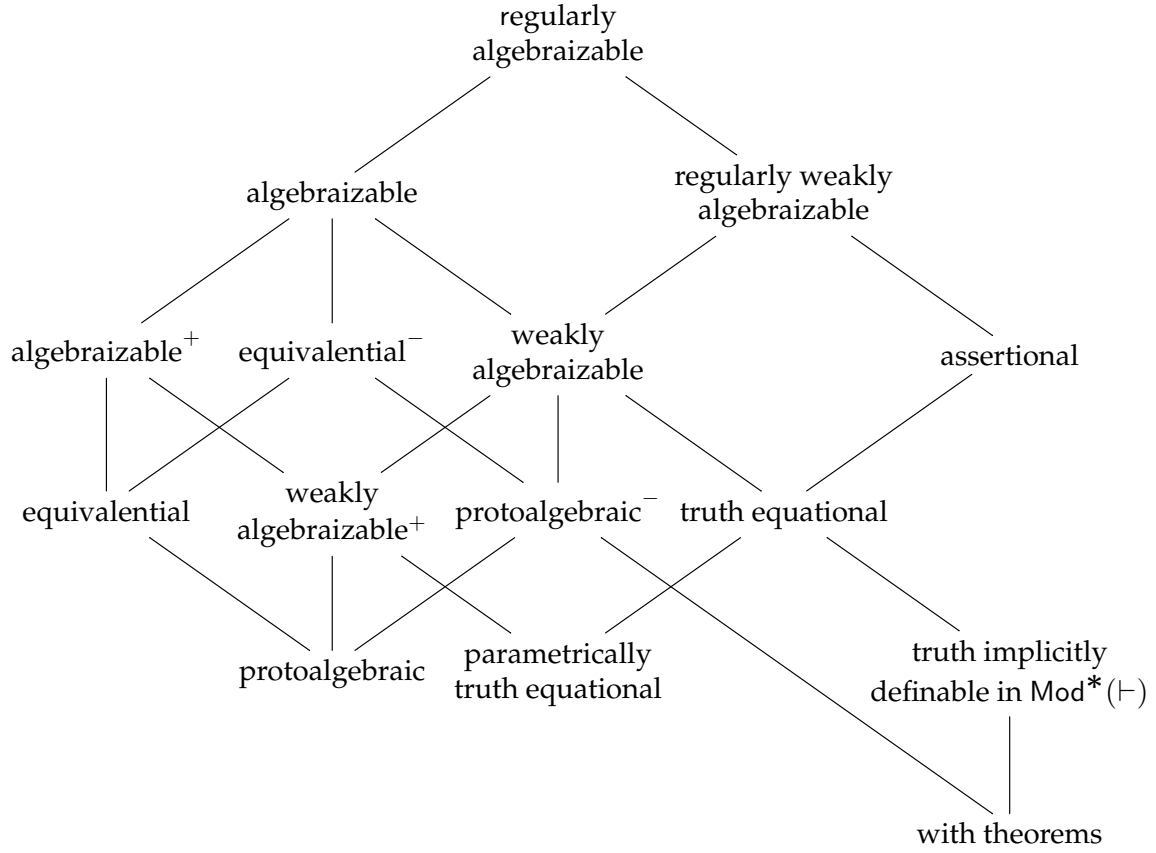 regularly
algebraizable
algebraizable
regularly weakly
algebraizable
algebraizable⁺
equivalential⁻
weakly
algebraizable
assertional
equivalential
weakly
algebraizable⁺
protoalgebraic⁻
truth equational
protoalgebraic
parametrically
truth equational
truth implicitly
definable in Mod*(⊢)
with theorems